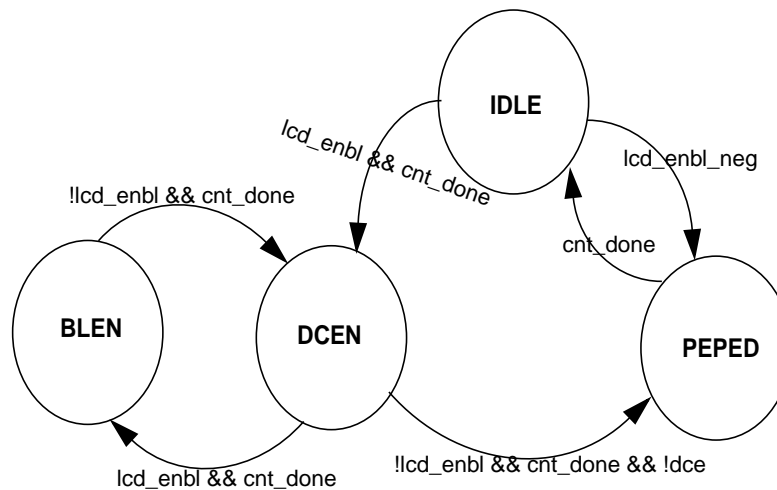 IDLE
lcd_enbl && cnt_done
lcd_enbl_neg
!lcd_enbl && cnt_done
cnt_done
BLEN
DCEN
PEPED
!lcd_enbl && cnt_done && !dce
lcd_enbl && cnt_done